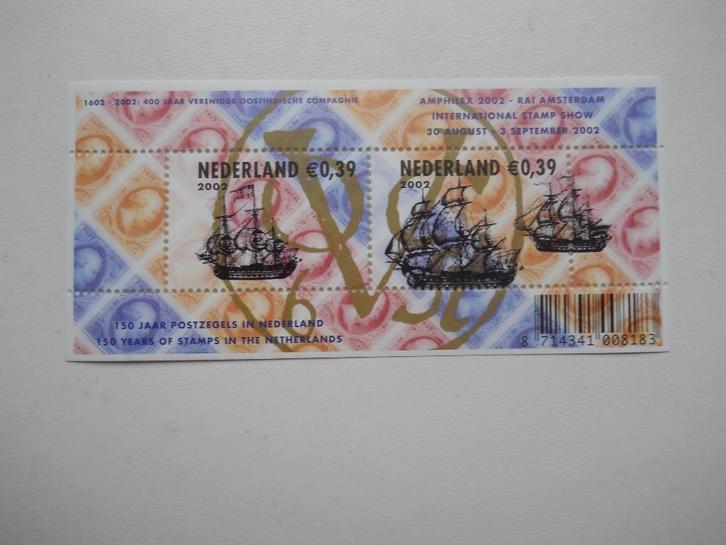 1602 - 2002: 400 JAAR VERENIGDE OOSTINDISCHE COMPAGNIE
AMPHILEX 2002 - RAI AMSTERDAM
INTERNATIONAL STAMP SHOW
30 AUGUST - 3 SEPTEMBER 2002
NEDERLAND €0,39
2002
NEDERLAND €0,39
2002
150 JAAR POSTZEGELS IN NEDERLAND
150 YEARS OF STAMPS IN THE NETHERLANDS
8 714341 008183